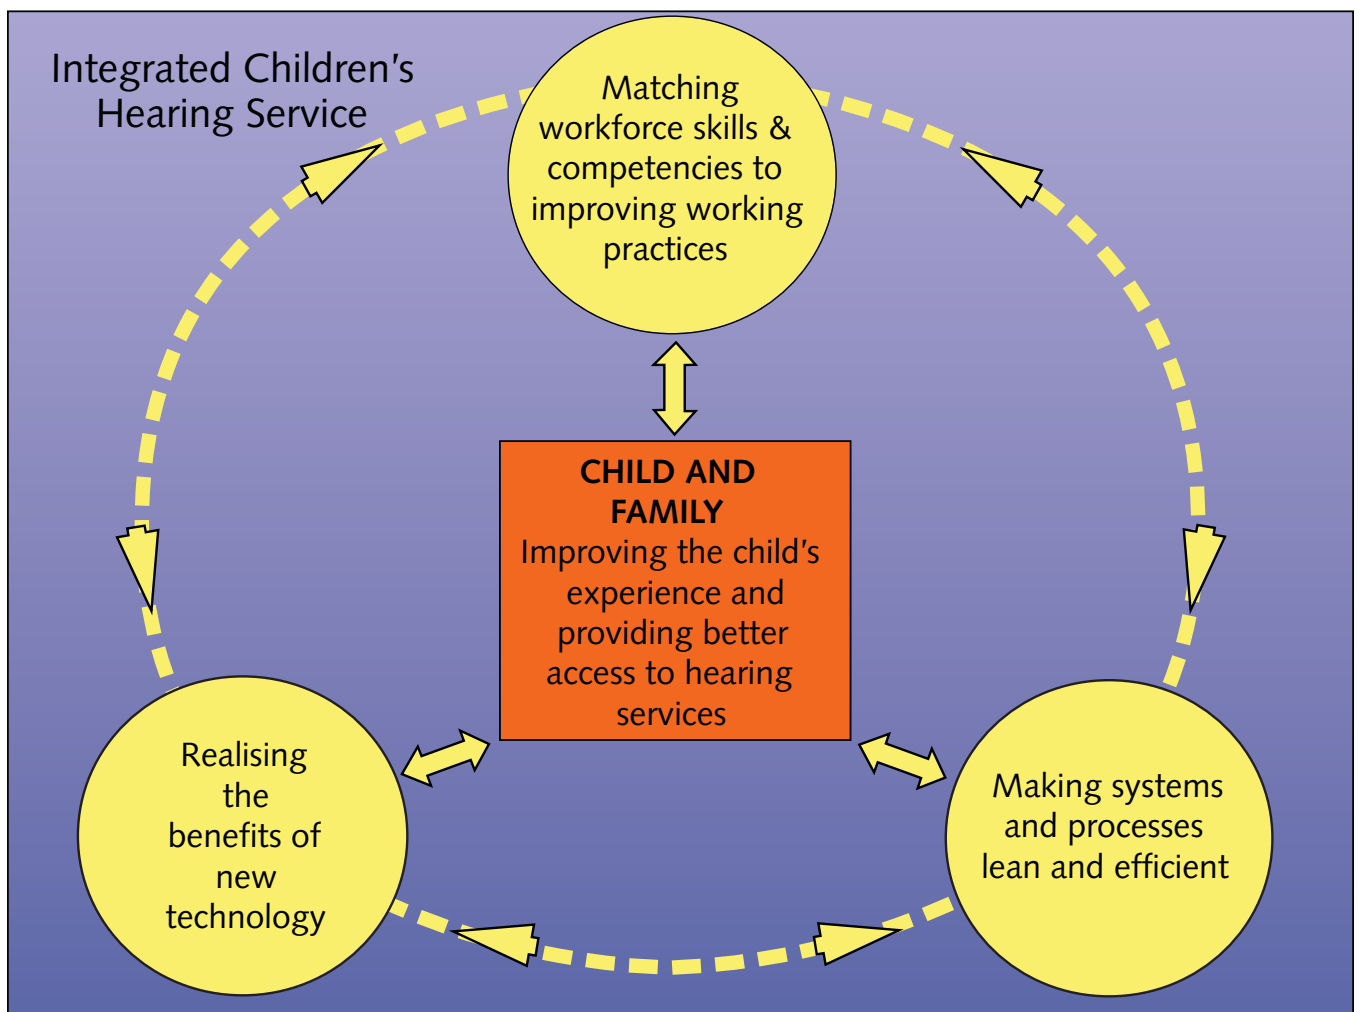 Integrated Children's
Hearing Service
Matching
workforce skills &
competencies to
improving working
practices
CHILD AND
FAMILY
Improving the child's
experience and
providing better
access to hearing
services
Realising
the
benefits of
new
technology
Making systems
and processes
lean and efficient